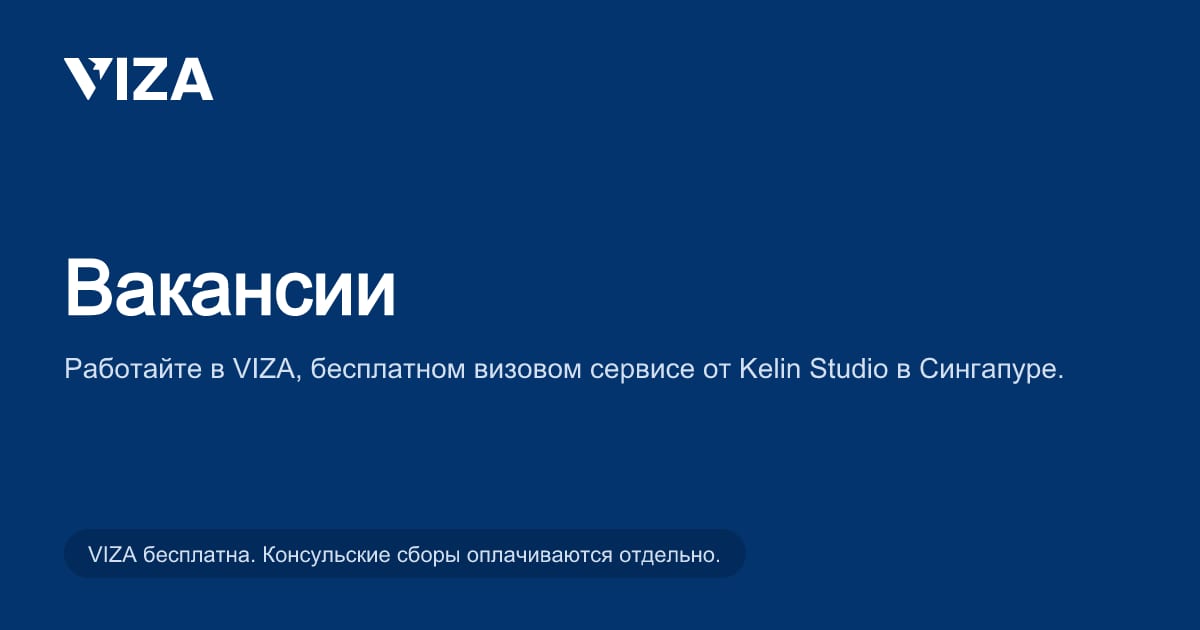 VIZA
Вакансии
Работайте в VIZA, бесплатном визовом сервисе от Kelin Studio в Сингапуре.
VIZA бесплатна. Консульские сборы оплачиваются отдельно.